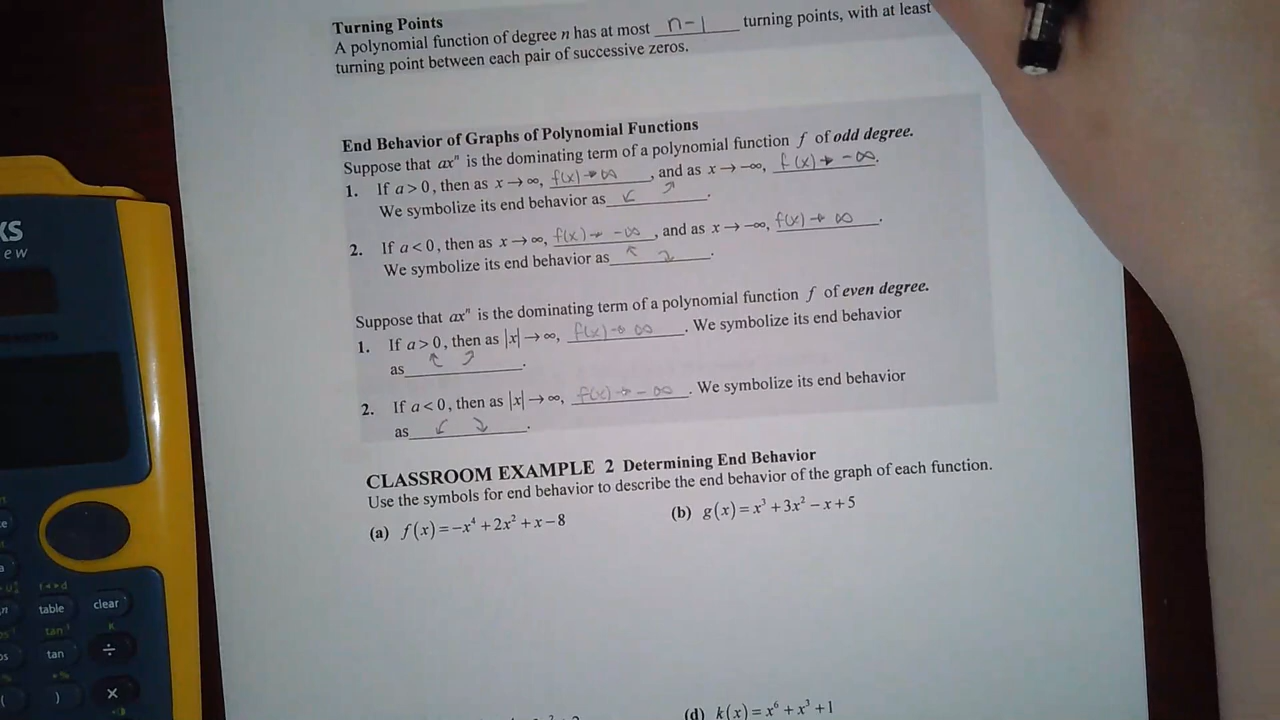 Turning Points
A polynomial function of degree n has at most n-1 turning points, with at least
turning point between each pair of successive zeros.
End Behavior of Graphs of Polynomial Functions
Suppose that axⁿ is the dominating term of a polynomial function f of odd degree.
1. If a > 0, then as x → ∞, f(x) → ∞, and as x → -∞, f(x) → -∞.
We symbolize its end behavior as ↙ ↗.
2. If a < 0, then as x → ∞, f(x) → -∞, and as x → -∞, f(x) → ∞.
We symbolize its end behavior as ↖ ↘.
Suppose that axⁿ is the dominating term of a polynomial function f of even degree.
1. If a > 0, then as |x| → ∞, f(x) → ∞. We symbolize its end behavior
as ↖ ↗.
2. If a < 0, then as |x| → ∞, f(x) → -∞. We symbolize its end behavior
as ↙ ↘.
CLASSROOM EXAMPLE 2 Determining End Behavior
Use the symbols for end behavior to describe the end behavior of the graph of each function.
(a) f(x) = -x⁴ + 2x² + x - 8 (b) g(x) = x³ + 3x² - x + 5
(d) k(x) = x⁶ + x³ + 1
KS
ew
table clear
tan⁻¹ K
tan ÷
( ) ×